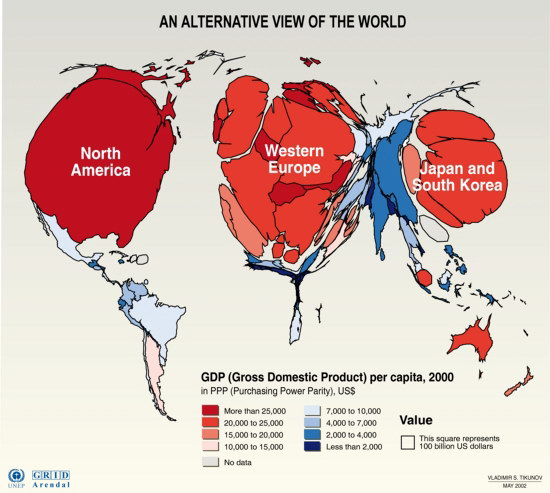 AN ALTERNATIVE VIEW OF THE WORLD
North
America
Western
Europe
Japan and
South Korea
GDP (Gross Domestic Product) per capita, 2000
in PPP (Purchasing Power Parity), US$
More than 25,000
20,000 to 25,000
15,000 to 20,000
10,000 to 15,000
No data
7,000 to 10,000
4,000 to 7,000
2,000 to 4,000
Less than 2,000
Value
This square represents
100 billion US dollars
UNEP
GRID
Arendal
VLADIMIR S. TIKUNOV
MAY 2002